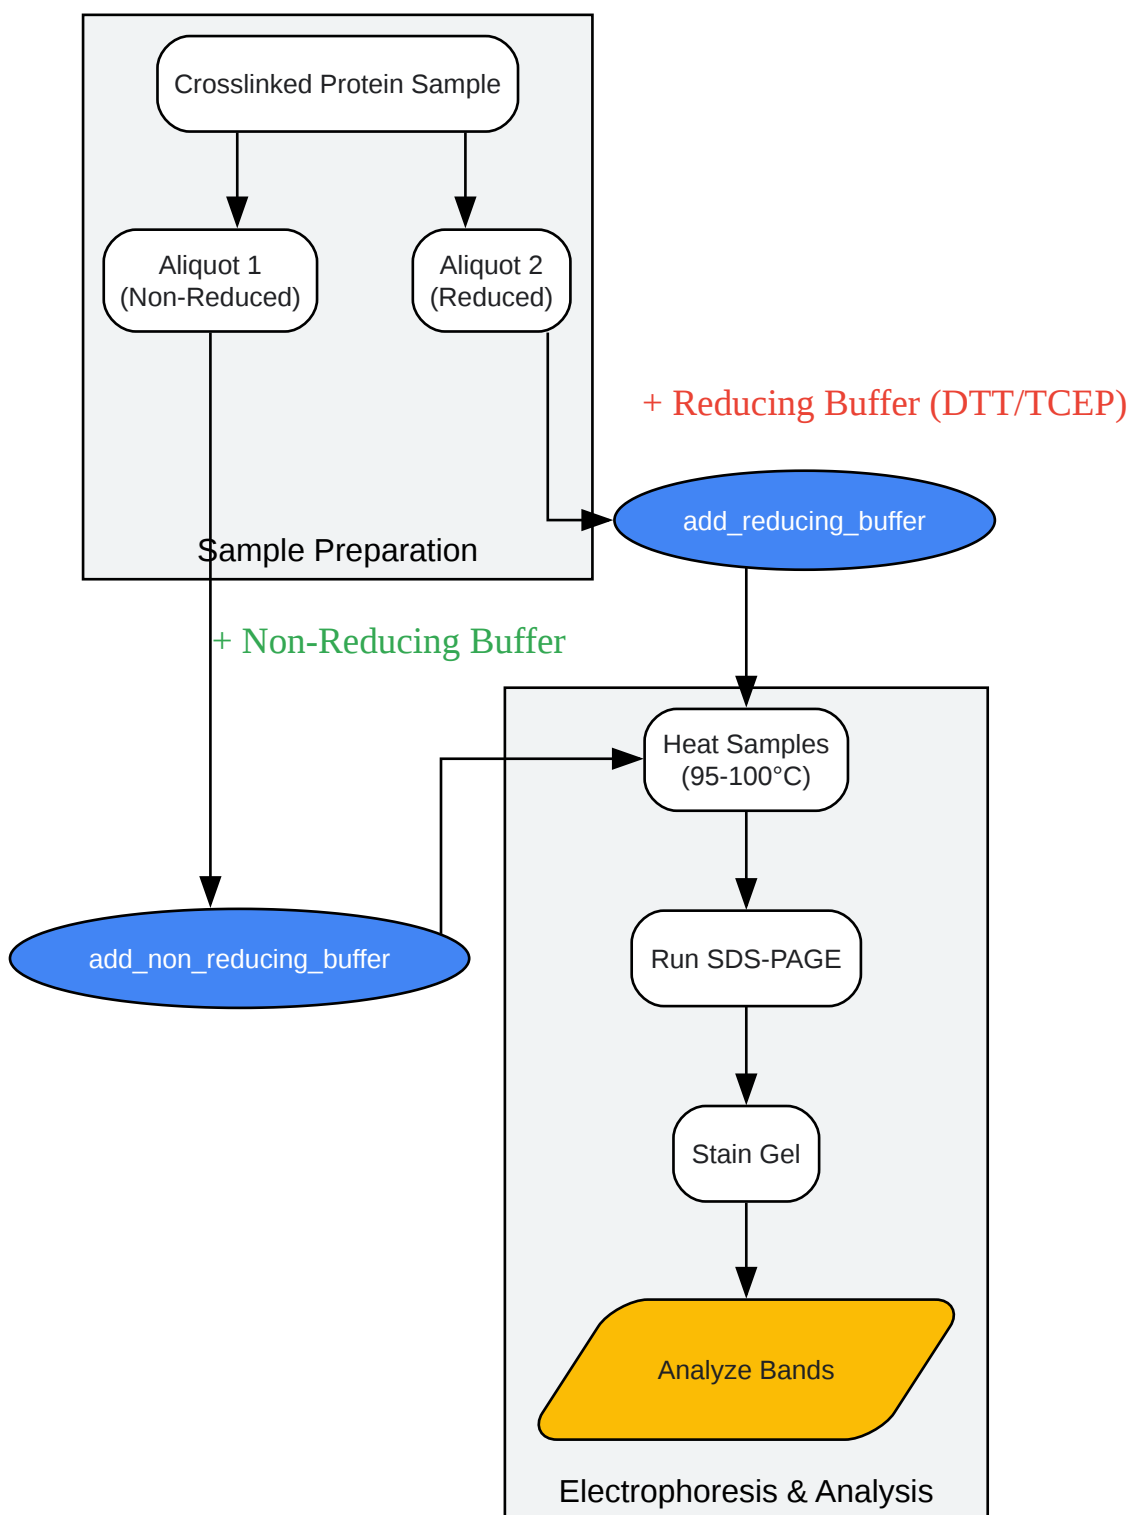 Crosslinked Protein Sample
Aliquot 1
(Non-Reduced)
Aliquot 2
(Reduced)
+ Reducing Buffer (DTT/TCEP)
add_reducing_buffer
Sample Preparation
+ Non-Reducing Buffer
Heat Samples
(95-100°C)
add_non_reducing_buffer
Run SDS-PAGE
Stain Gel
Analyze Bands
Electrophoresis & Analysis